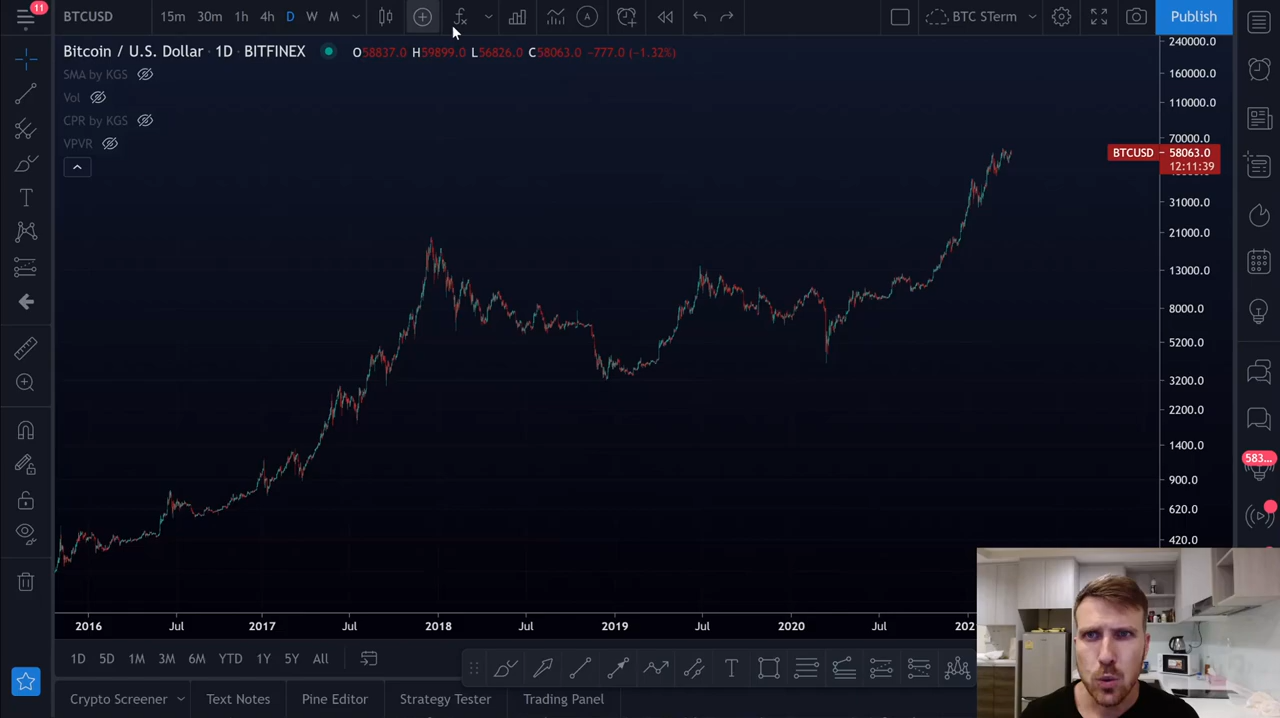 11
BTCUSD 15m 30m 1h 4h D W M BTC STerm Publish
Bitcoin / U.S. Dollar · 1D · BITFINEX O58837.0 H59899.0 L56826.0 C58063.0 −777.0 (−1.32%)
SMA by KGS
Vol
CPR by KGS
VPVR
240000.0
160000.0
110000.0
70000.0
BTCUSD 58063.0
12:11:39
31000.0
21000.0
13000.0
8000.0
5200.0
3200.0
2200.0
1400.0
900.0
620.0
420.0
583...
2016 Jul 2017 Jul 2018 Jul 2019 Jul 2020 Jul
1D 5D 1M 3M 6M YTD 1Y 5Y All
Crypto Screener Text Notes Pine Editor Strategy Tester Trading Panel